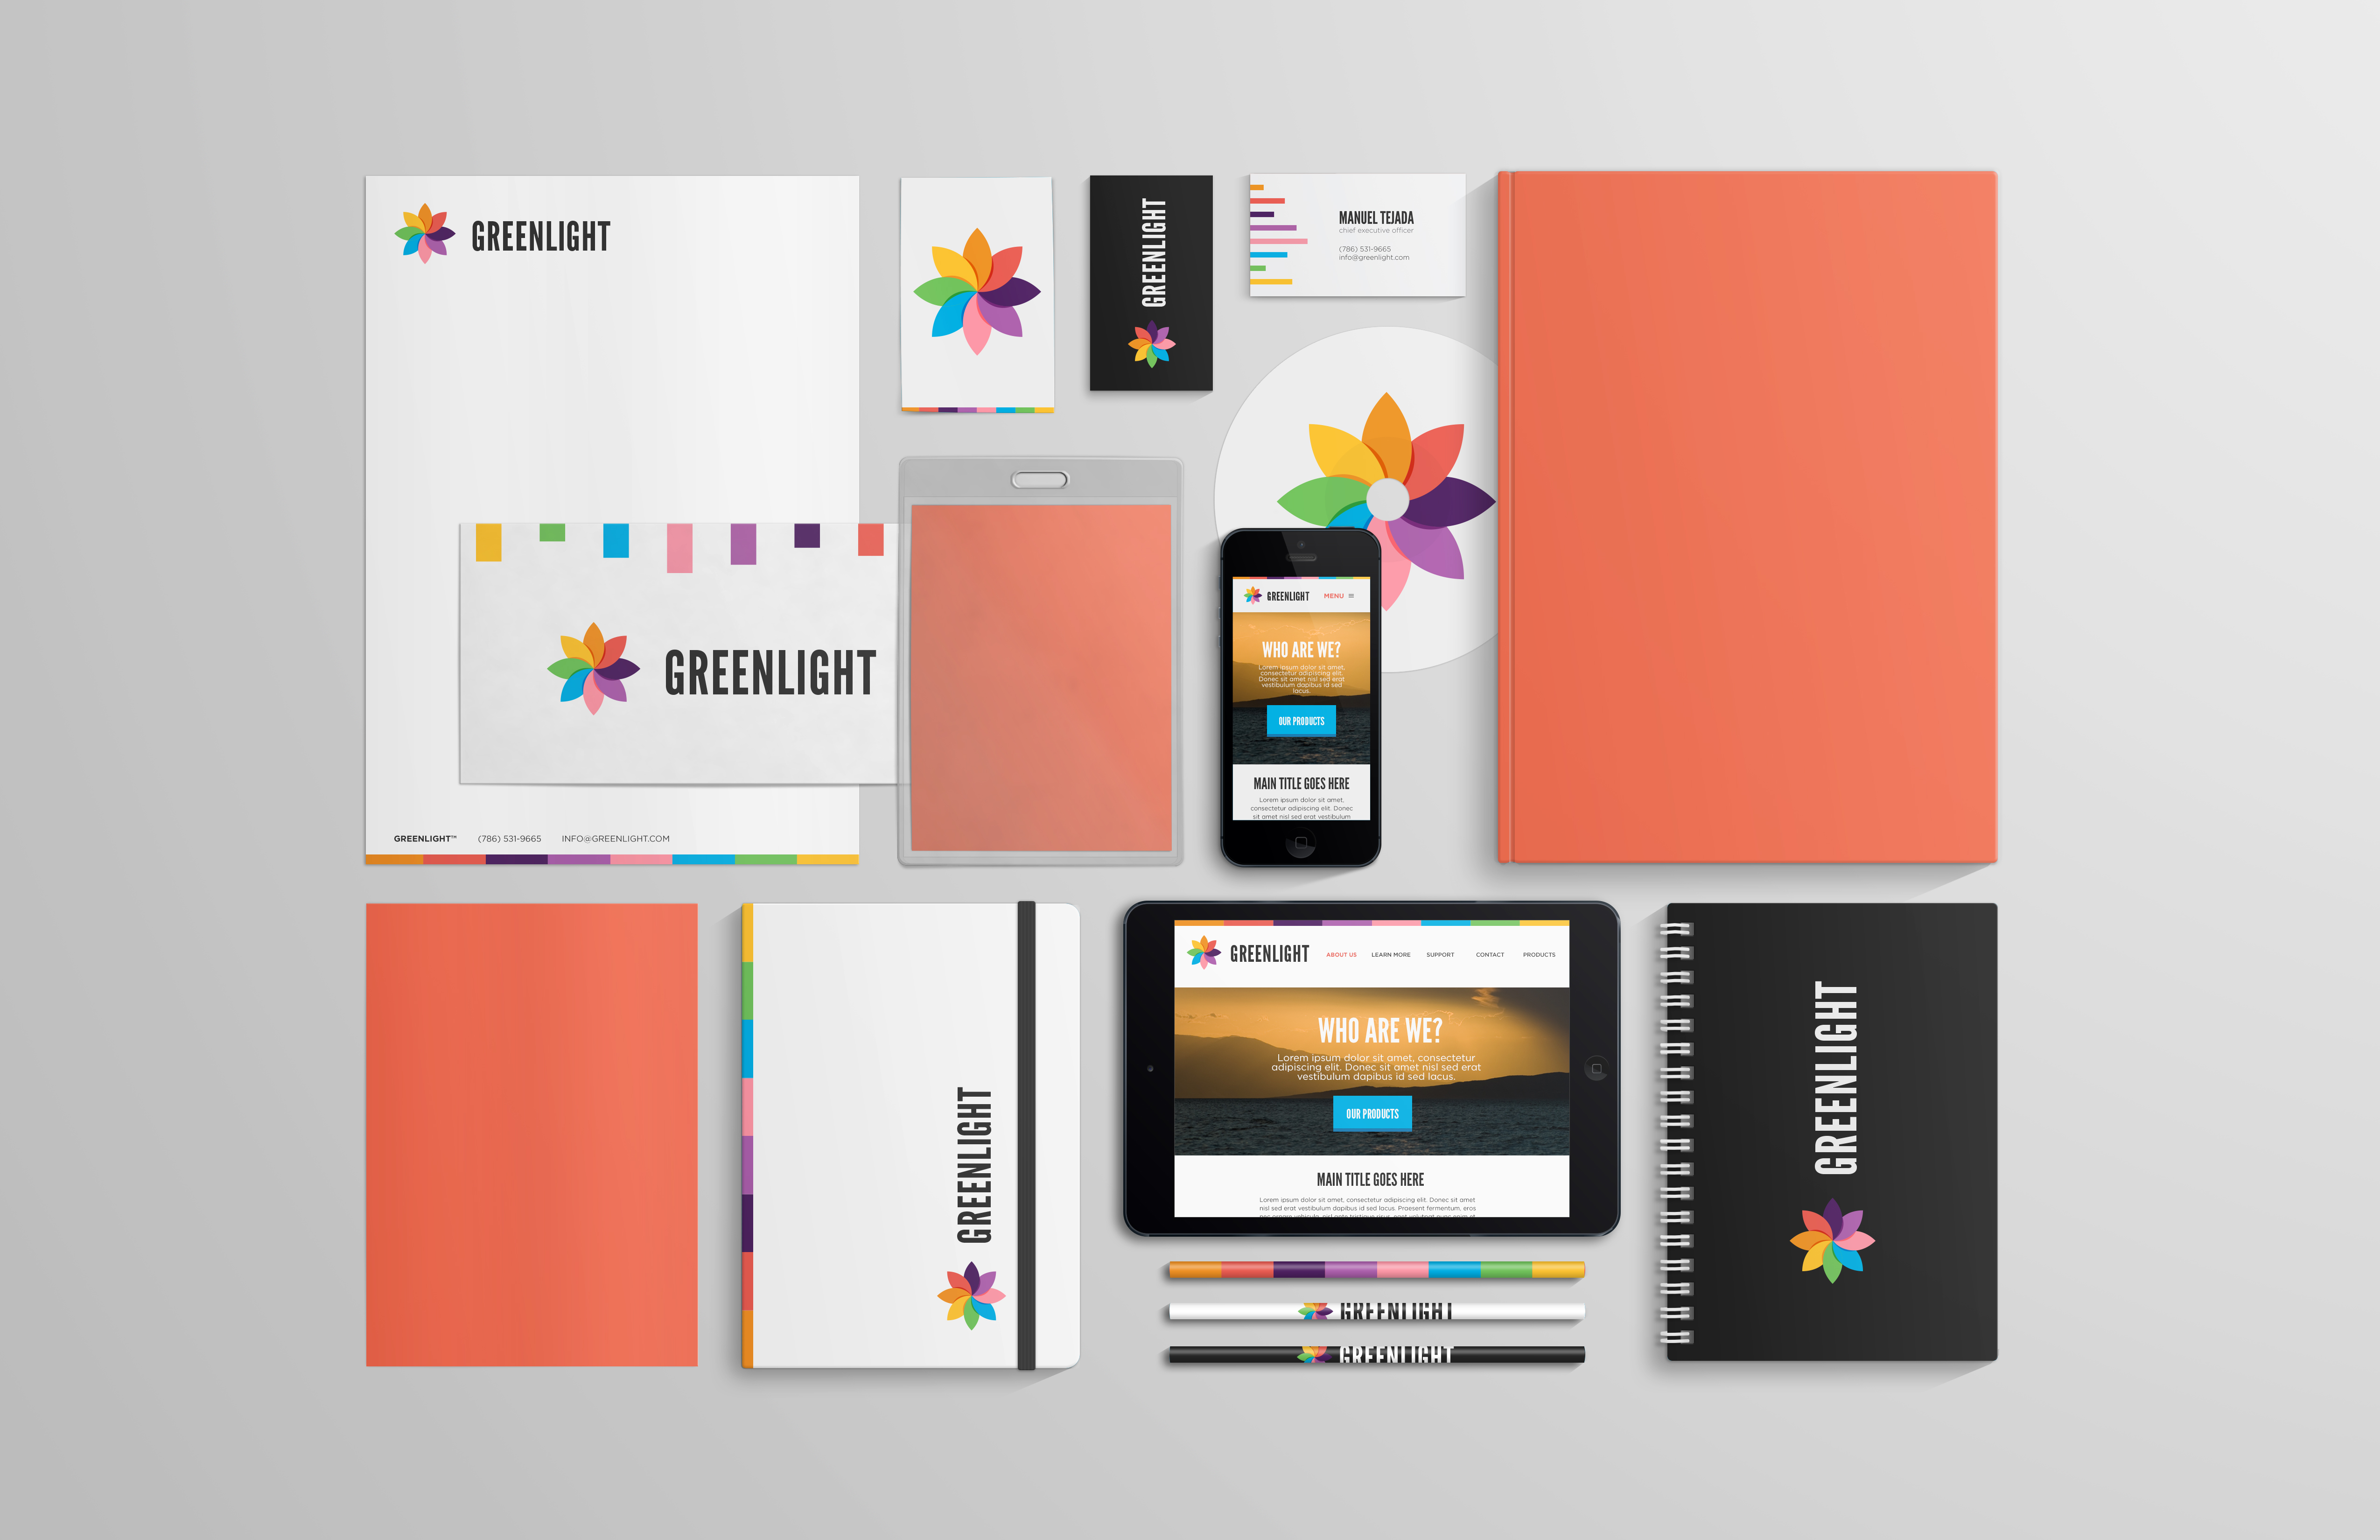 GREENLIGHT
GREENLIGHT
MANUEL TEJADA
chief executive officer
(786) 531-9665
info@greenlight.com
GREENLIGHT
GREENLIGHT™ (786) 531-9665 INFO@GREENLIGHT.COM
GREENLIGHT MENU
WHO ARE WE?
Lorem ipsum dolor sit amet,
consectetur adipiscing elit.
Donec sit amet nisl sed erat
vestibulum dapibus id sed
lacus.
OUR PRODUCTS
MAIN TITLE GOES HERE
Lorem ipsum dolor sit amet,
consectetur adipiscing elit. Donec
sit amet nisl sed erat vestibulum
GREENLIGHT
GREENLIGHT ABOUT US LEARN MORE SUPPORT CONTACT PRODUCTS
WHO ARE WE?
Lorem ipsum dolor sit amet, consectetur
adipiscing elit. Donec sit amet nisl sed erat
vestibulum dapibus id sed lacus.
OUR PRODUCTS
MAIN TITLE GOES HERE
Lorem ipsum dolor sit amet, consectetur adipiscing elit. Donec sit amet
nisl sed erat vestibulum dapibus id sed lacus. Praesent fermentum, eros
GREENLIGHT
GREENLIGHT
GREENLIGHT